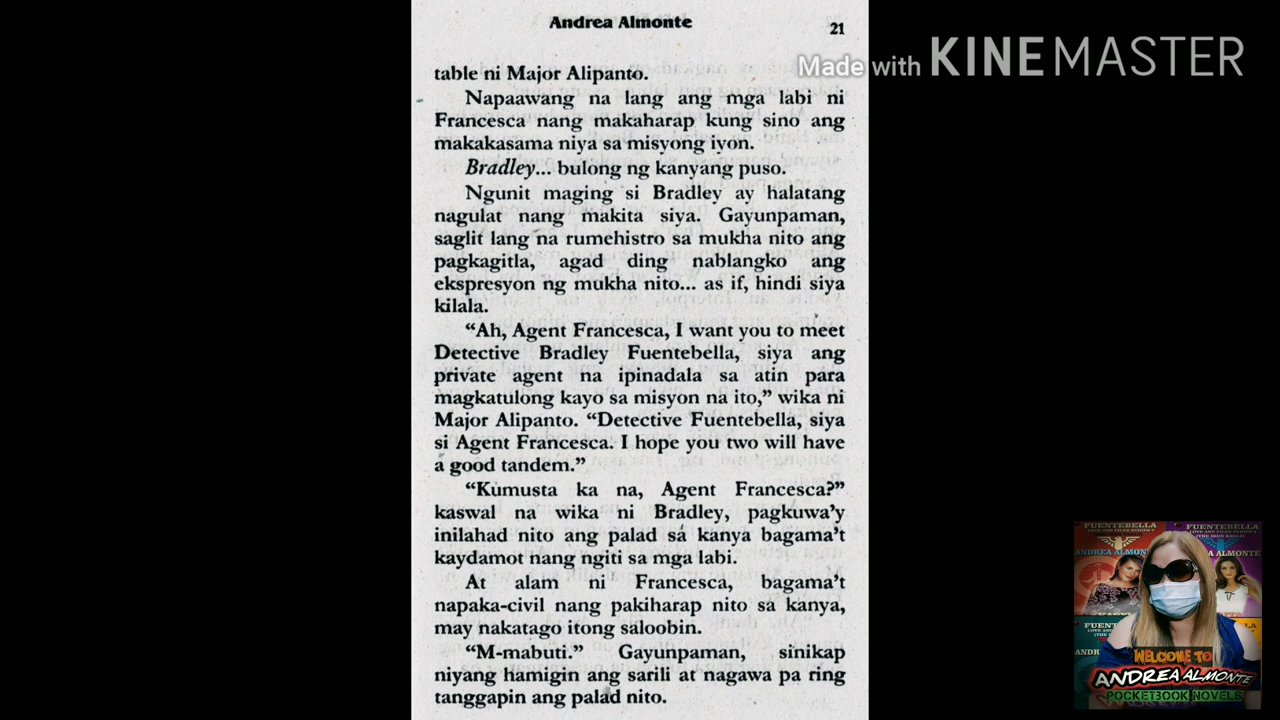 Andrea Almonte
21
Made with KINEMASTER
table ni Major Alipanto.
Napaawang na lang ang mga labi ni
Francesca nang makaharap kung sino ang
makakasama niya sa misyong iyon.
Bradley... bulong ng kanyang puso.
Ngunit maging si Bradley ay halatang
nagulat nang makita siya. Gayunpaman,
saglit lang na rumehistro sa mukha nito ang
pagkagitla, agad ding nablangko ang
ekspresyon ng mukha nito... as if, hindi siya
kilala.
“Ah, Agent Francesca, I want you to meet
Detective Bradley Fuentebella, siya ang
private agent na ipinadala sa atin para
magkatulong kayo sa misyon na ito,” wika ni
Major Alipanto. “Detective Fuentebella, siya
si Agent Francesca. I hope you two will have
a good tandem.”
“Kumusta ka na, Agent Francesca?”
kaswal na wika ni Bradley, pagkuwa’y
inilahad nito ang palad sa kanya bagama’t
kaydamot nang ngiti sa mga labi.
At alam ni Francesca, bagama’t
napaka-civil nang pakiharap nito sa kanya,
may nakatago itong saloobin.
“M-mabuti.” Gayunpaman, sinikap
niyang hamigin ang sarili at nagawa pa ring
tanggapin ang palad nito.
FUENTEBELLA
FUENTEBELLA
ANDREA ALMONTE
WELCOME TO
ANDREA ALMONTE
POCKETBOOK NOVELS